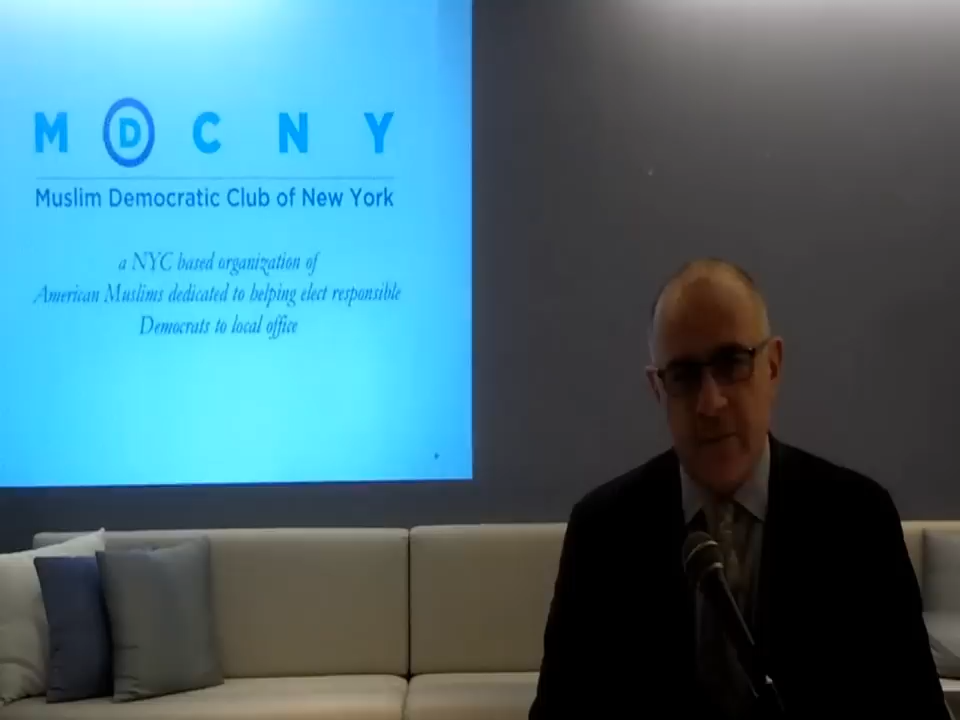 M D C N Y
Muslim Democratic Club of New York
a NYC based organization of
American Muslims dedicated to helping elect responsible
Democrats to local office